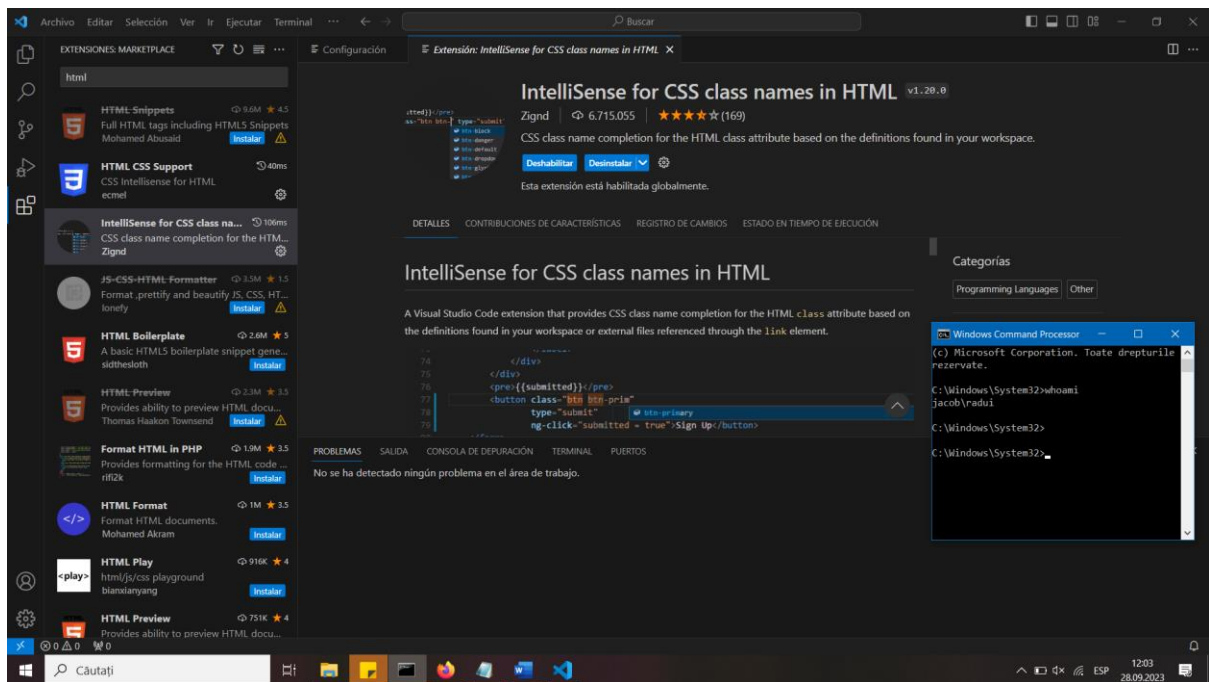 Archivo Editar Selección Ver Ir Ejecutar Terminal ··· Buscar
EXTENSIONES: MARKETPLACE
html
HTML Snippets 9.6M ★ 4.5
Full HTML tags including HTML5 Snippets
Mohamed Abusaid Instalar
HTML CSS Support 40ms
CSS Intellisense for HTML
ecmel
IntelliSense for CSS class na... 106ms
CSS class name completion for the HTM...
Zignd
JS-CSS-HTML Formatter 3.5M ★ 1.5
Format ,prettify and beautify JS, CSS, HT...
lonefy Instalar
HTML Boilerplate 2.6M ★ 5
A basic HTML5 boilerplate snippet gene...
sidthesloth Instalar
HTML Preview 2.3M ★ 3.5
Provides ability to preview HTML docu...
Thomas Haakon Townsend Instalar
Format HTML in PHP 1.9M ★ 3.5
Provides formatting for the HTML code ...
rifi2k Instalar
HTML Format 1M ★ 3.5
Format HTML documents.
Mohamed Akram Instalar
<play>
HTML Play 916K ★ 4
html/js/css playground
bianxianyang Instalar
HTML Preview 751K ★ 4
Provides ability to preview HTML docu...
Configuración Extensión: IntelliSense for CSS class names in HTML
IntelliSense for CSS class names in HTML v1.20.0
Zignd 6.715.055 (169)
CSS class name completion for the HTML class attribute based on the definitions found in your workspace.
Deshabilitar Desinstalar
Esta extensión está habilitada globalmente.
DETALLES CONTRIBUCIONES DE CARACTERÍSTICAS REGISTRO DE CAMBIOS ESTADO EN TIEMPO DE EJECUCIÓN
IntelliSense for CSS class names in HTML
A Visual Studio Code extension that provides CSS class name completion for the HTML class attribute based on
the definitions found in your workspace or external files referenced through the link element.
74 </div>
75 </div>
76 <pre>{{submitted}}</pre>
77 <button class="btn btn-prim"
78 type="submit" btn-primary
79 ng-click="submitted = true">Sign Up</button>
Categorías
Programming Languages Other
Windows Command Processor
(c) Microsoft Corporation. Toate drepturile
rezervate.
C:\Windows\System32>whoami
jacob\radui
C:\Windows\System32>
C:\Windows\System32>
PROBLEMAS SALIDA CONSOLA DE DEPURACIÓN TERMINAL PUERTOS
No se ha detectado ningún problema en el área de trabajo.
0 0 0
Căutați
ESP 12:03
28.09.2023